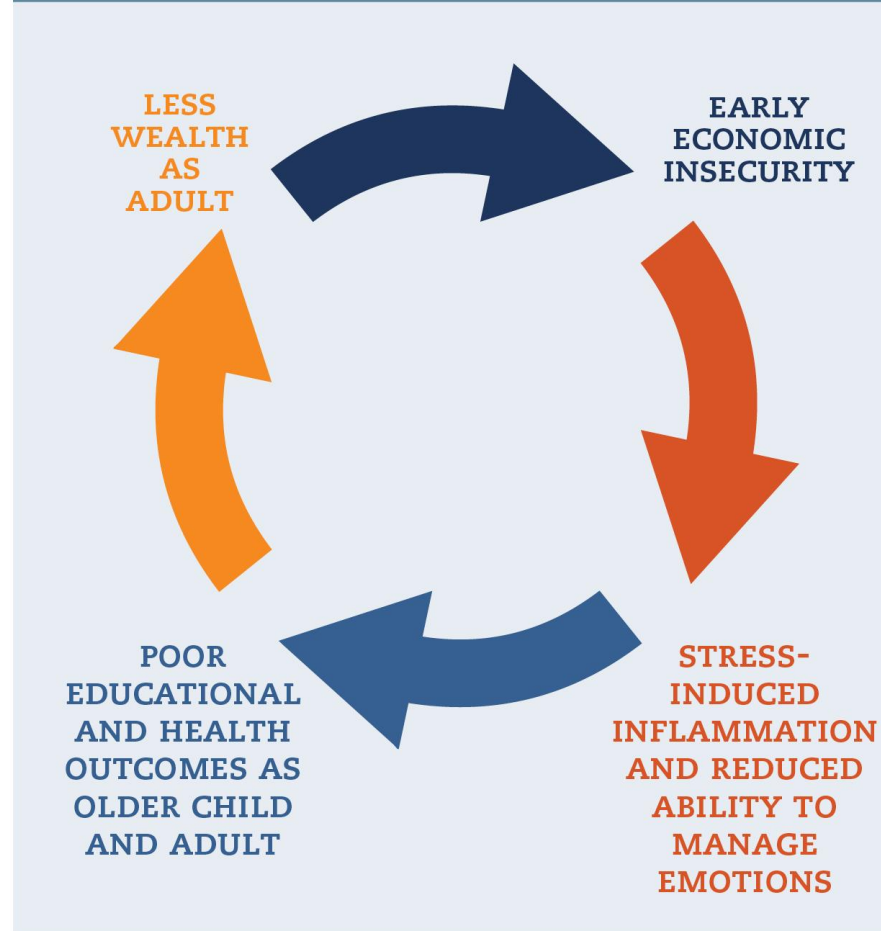 LESS
WEALTH
AS
ADULT
EARLY
ECONOMIC
INSECURITY
STRESS-
INDUCED
INFLAMMATION
AND REDUCED
ABILITY TO
MANAGE
EMOTIONS
POOR
EDUCATIONAL
AND HEALTH
OUTCOMES AS
OLDER CHILD
AND ADULT